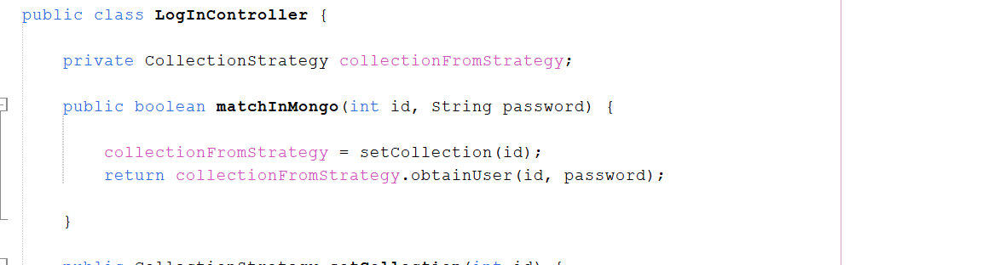 public class LogInController {
private CollectionStrategy collectionFromStrategy;
public boolean matchInMongo(int id, String password) {
collectionFromStrategy = setCollection(id);
return collectionFromStrategy.obtainUser(id, password);
}
public CollectionStrategy setCollection(int id) {